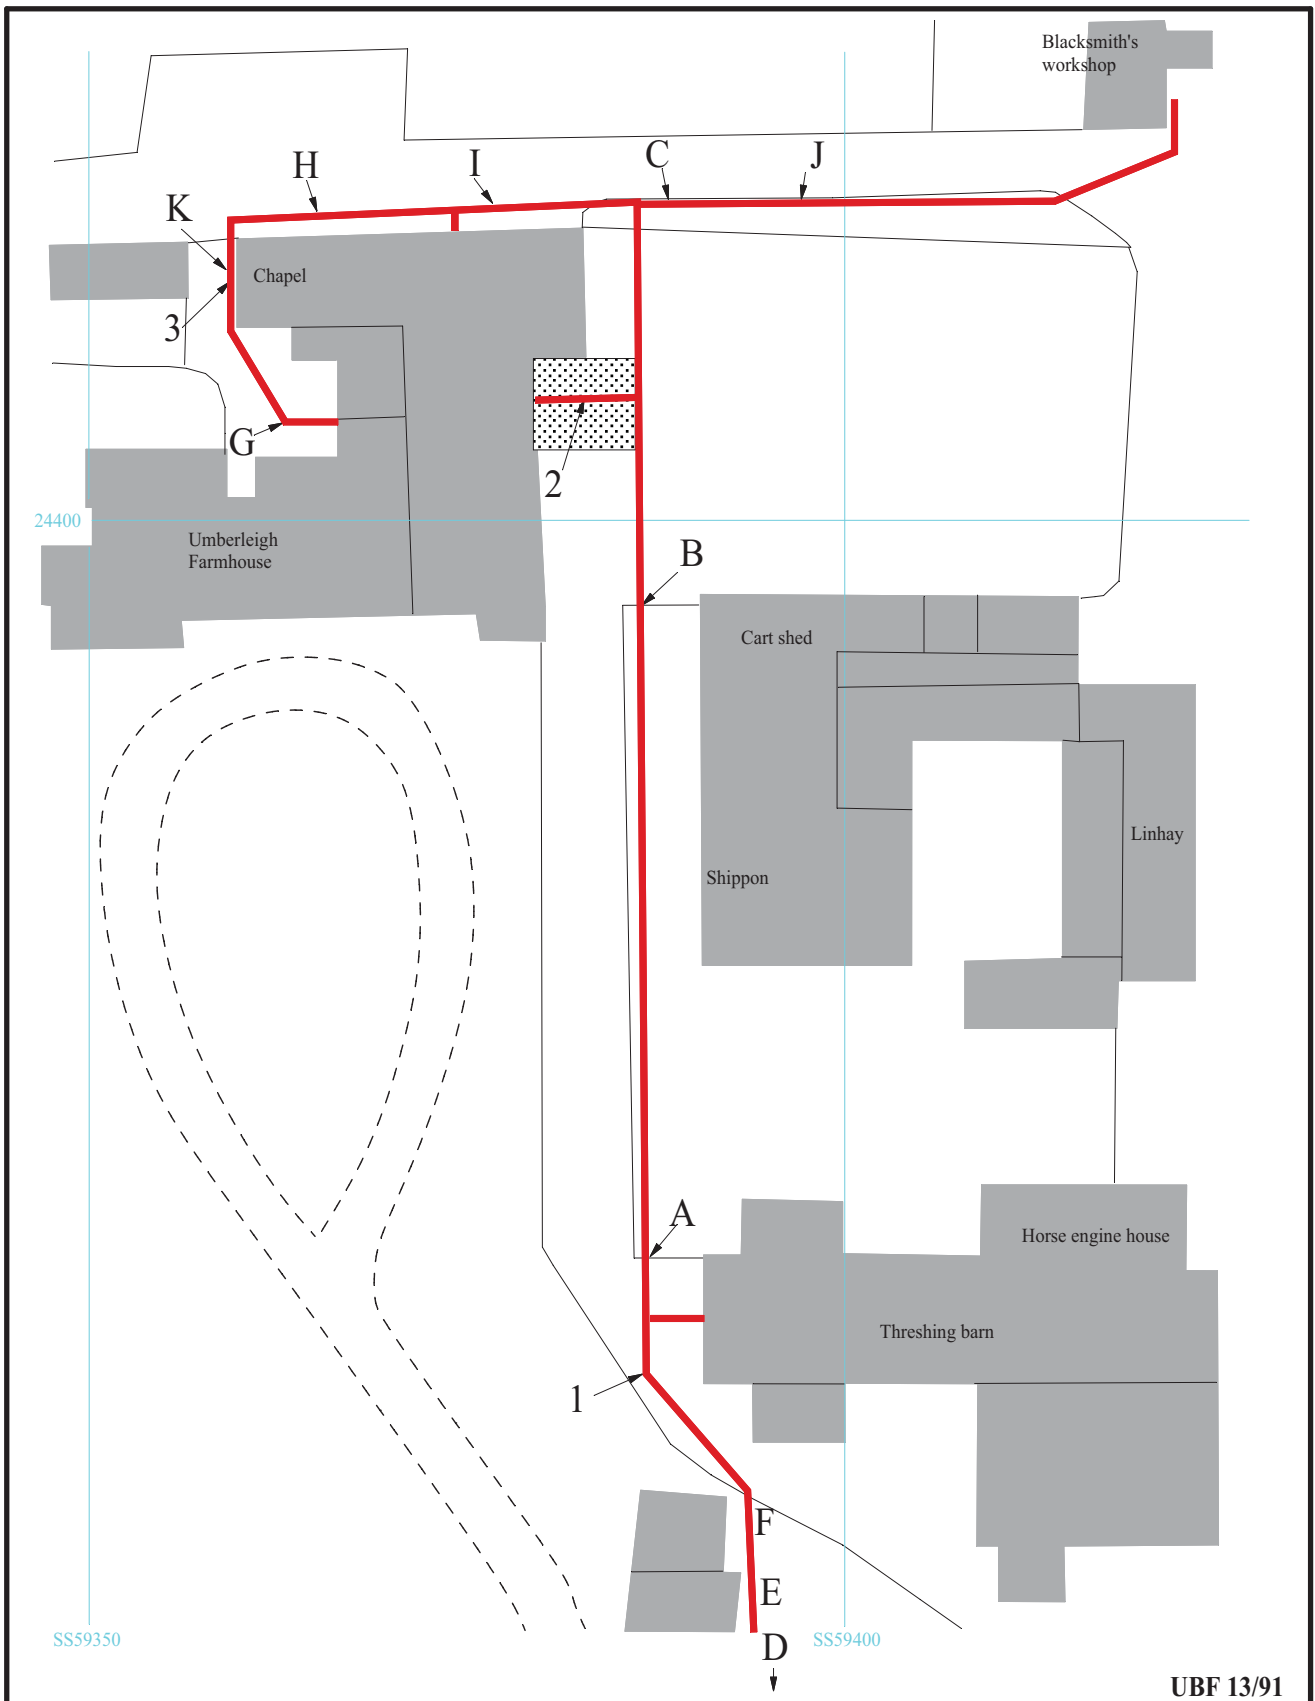 Blacksmith's
workshop
H
I
C
J
K
Chapel
3
G
2
24400
Umberleigh
Farmhouse
B
Cart shed
Linhay
Shippon
A
Horse engine house
Threshing barn
1
F
E
SS59350
SS59400
D
UBF 13/91